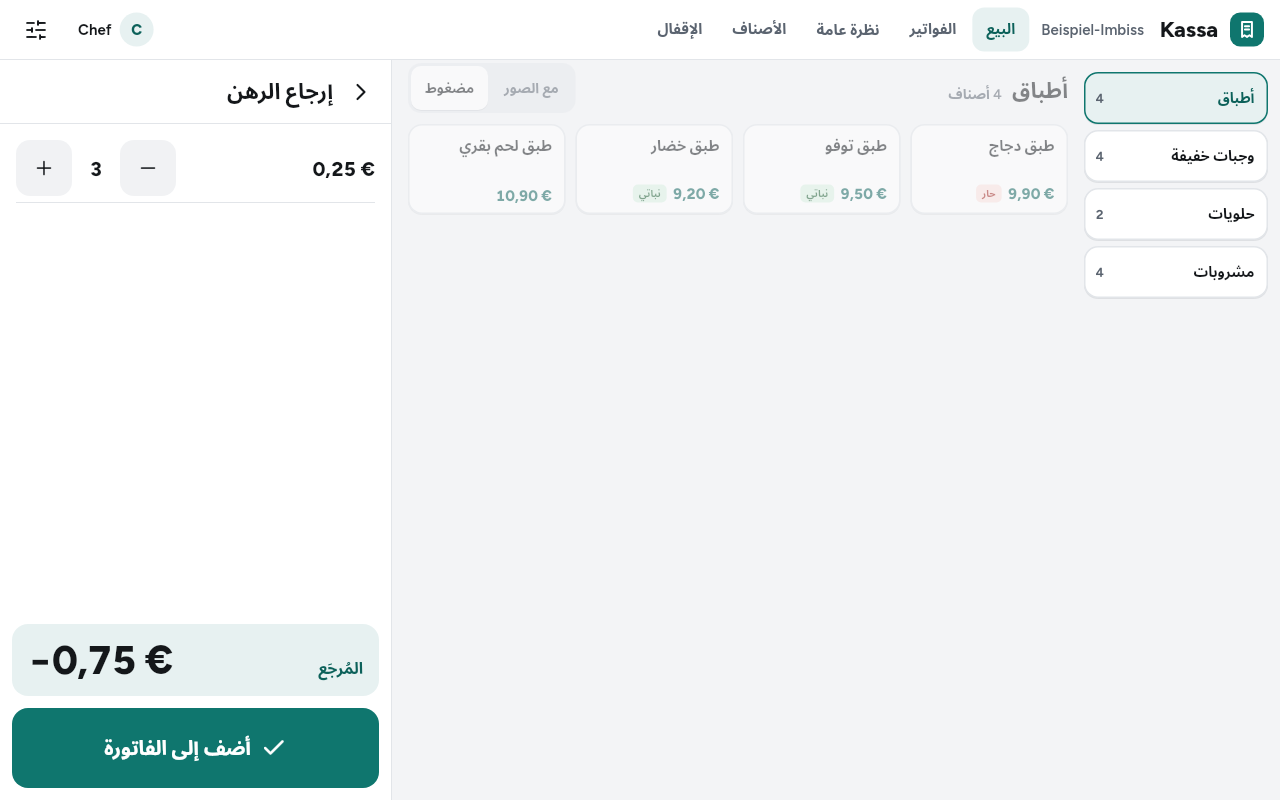 Kassa
Beispiel-Imbiss
البيع
الفواتير
نظرة عامة
الأصناف
الإقفال
C
Chef
أطباق
4
وجبات خفيفة
4
حلويات
2
مشروبات
4
أطباق
4 أصناف
مع الصور
مضغوط
طبق دجاج
9,90 €
حار
طبق توفو
9,50 €
نباتي
طبق خضار
9,20 €
نباتي
طبق لحم بقري
10,90 €
إرجاع الرهن
0,25 €
− 3 +
المُرجَع
−0,75 €
أضف إلى الفاتورة